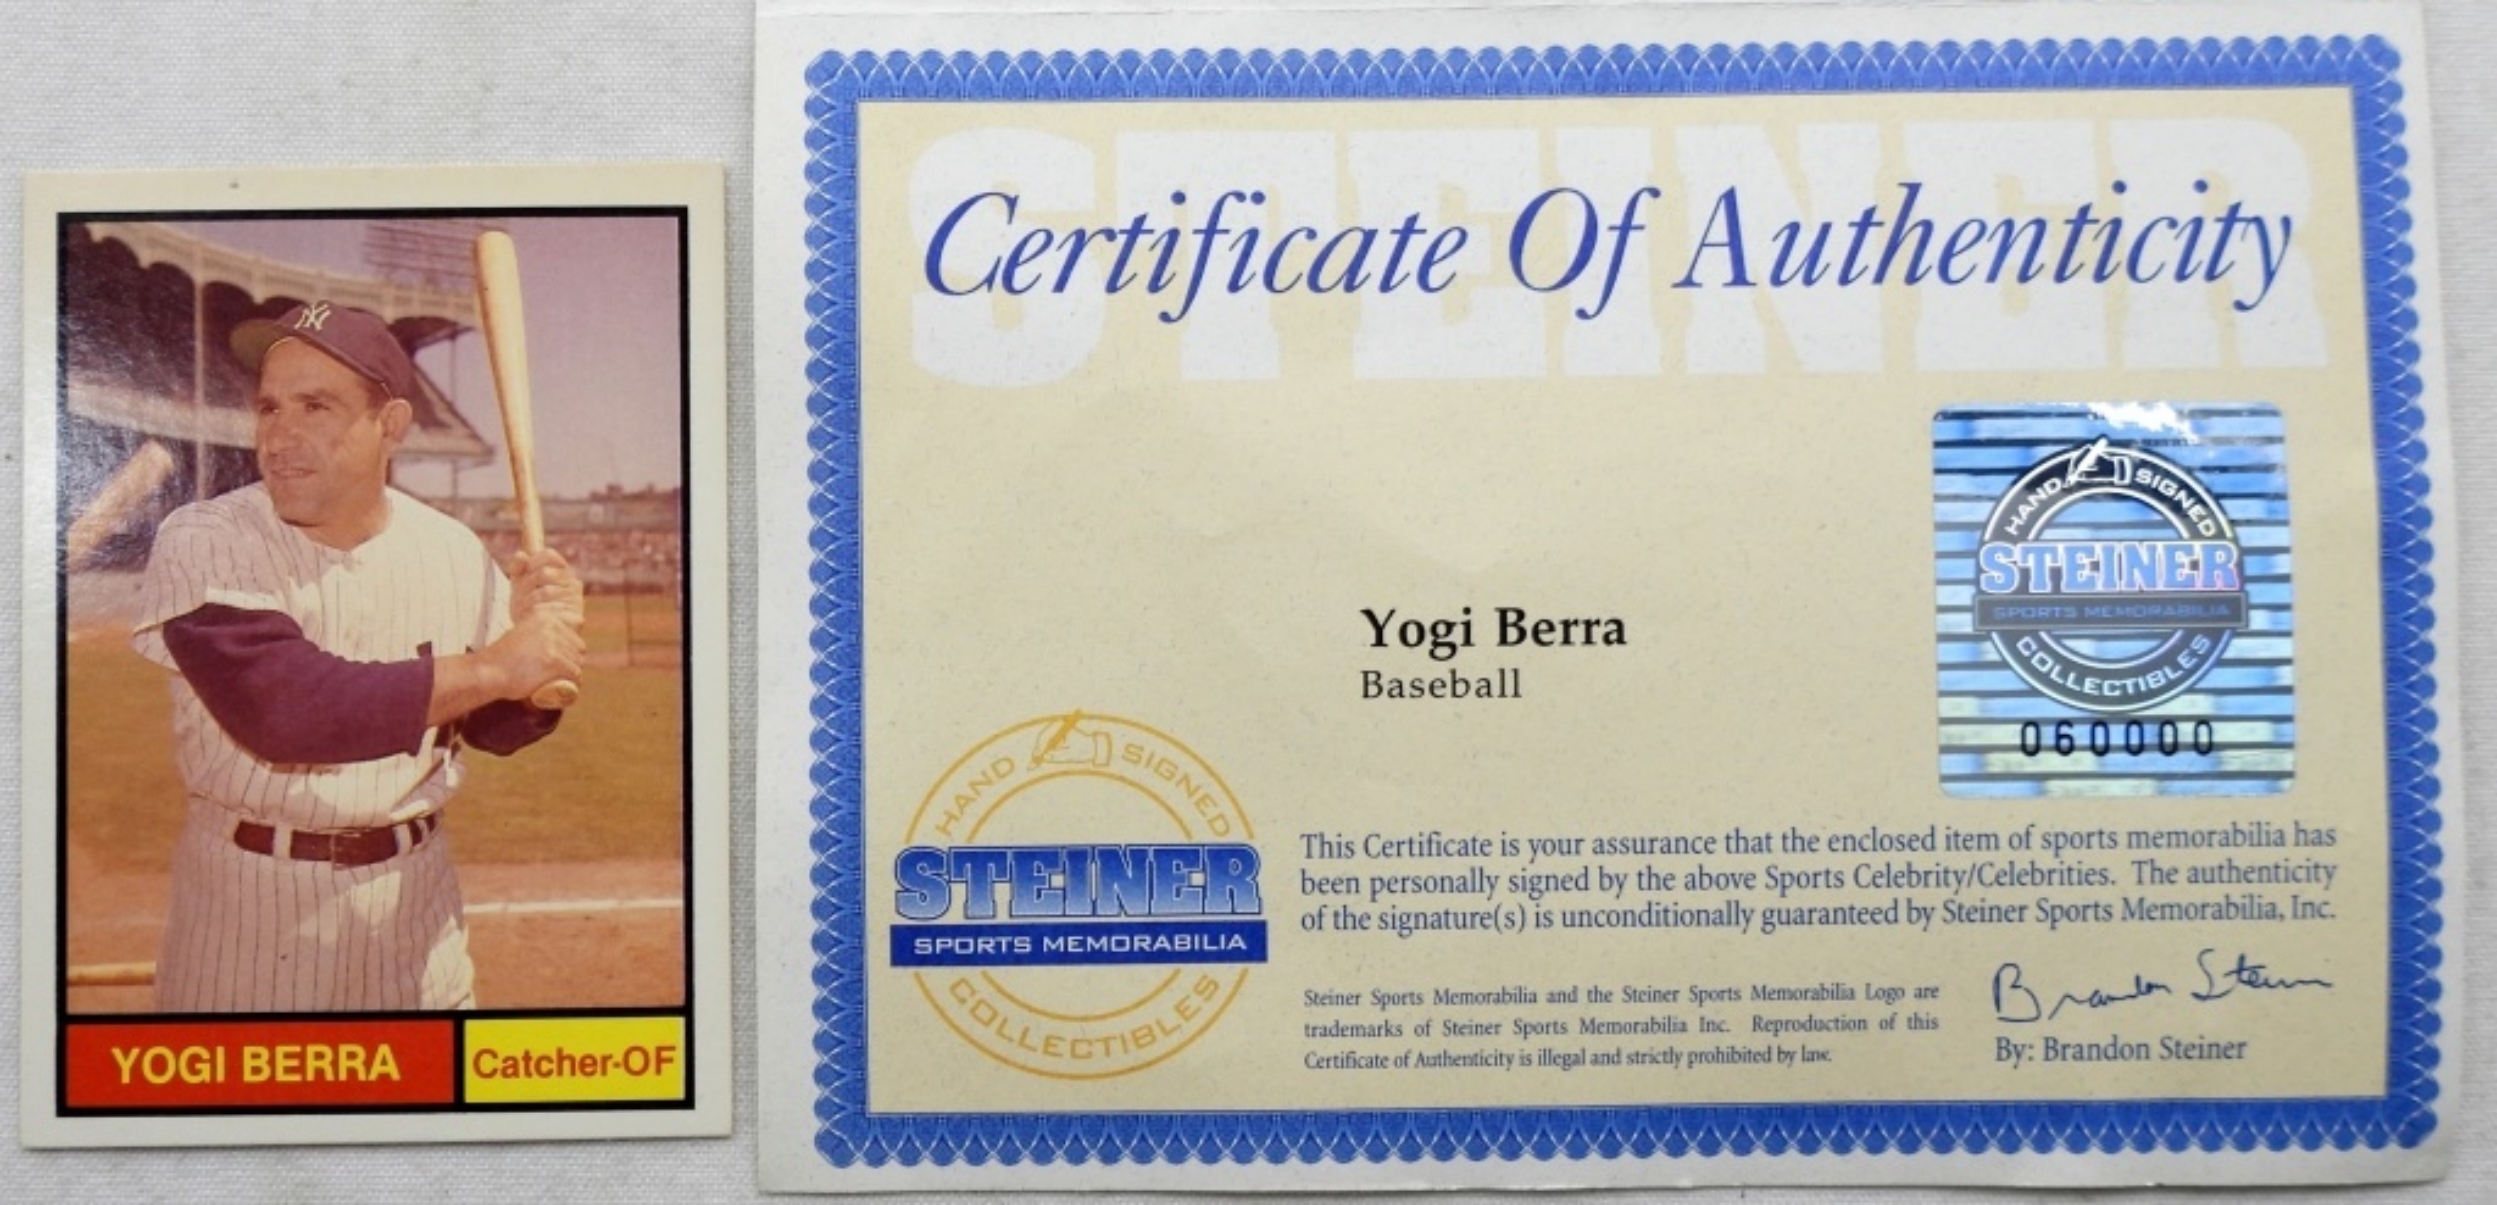 NY
YOGI BERRA
Catcher-OF
STEINER
Certificate Of Authenticity
HAND SIGNED
STEINER
SPORTS MEMORABILIA
COLLECTIBLES
060000
Yogi Berra
Baseball
HAND SIGNED
STEINER
SPORTS MEMORABILIA
COLLECTIBLES
This Certificate is your assurance that the enclosed item of sports memorabilia has
been personally signed by the above Sports Celebrity/Celebrities. The authenticity
of the signature(s) is unconditionally guaranteed by Steiner Sports Memorabilia, Inc.
Steiner Sports Memorabilia and the Steiner Sports Memorabilia Logo are
trademarks of Steiner Sports Memorabilia Inc. Reproduction of this
Certificate of Authenticity is illegal and strictly prohibited by law.
Brandon Steiner
By: Brandon Steiner